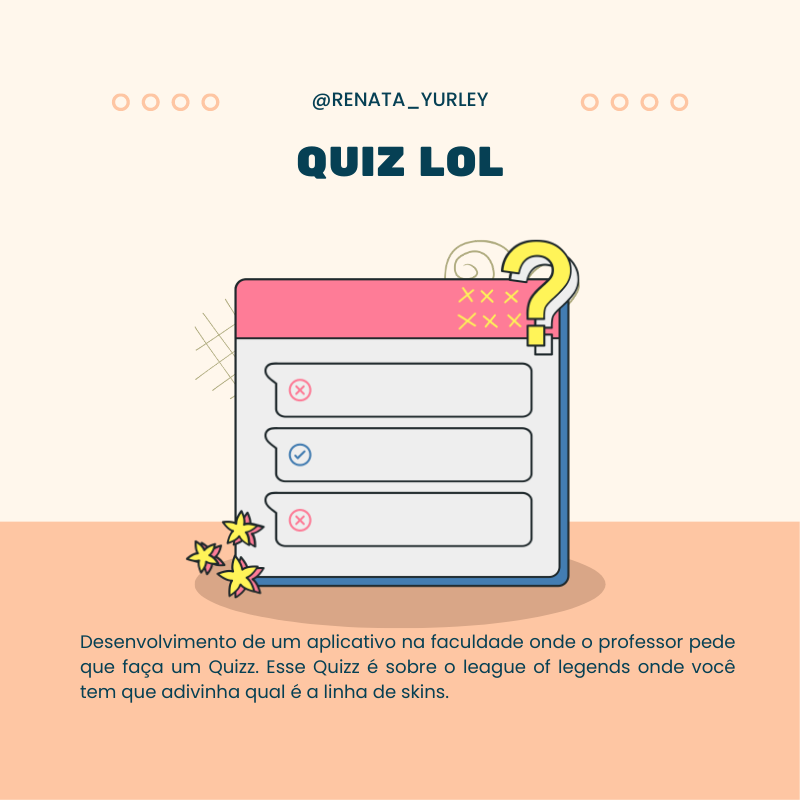 @RENATA_YURLEY
QUIZ LOL
Desenvolvimento de um aplicativo na faculdade onde o professor pede
que faça um Quizz. Esse Quizz é sobre o league of legends onde você
tem que adivinha qual é a linha de skins.